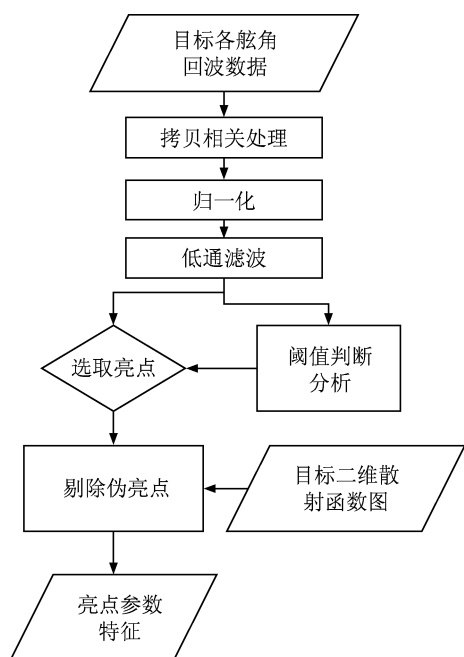 目标各舷角
回波数据
拷贝相关处理
归一化
低通滤波
选取亮点
阈值判断
分析
剔除伪亮点
目标二维散
射函数图
亮点参数
特征